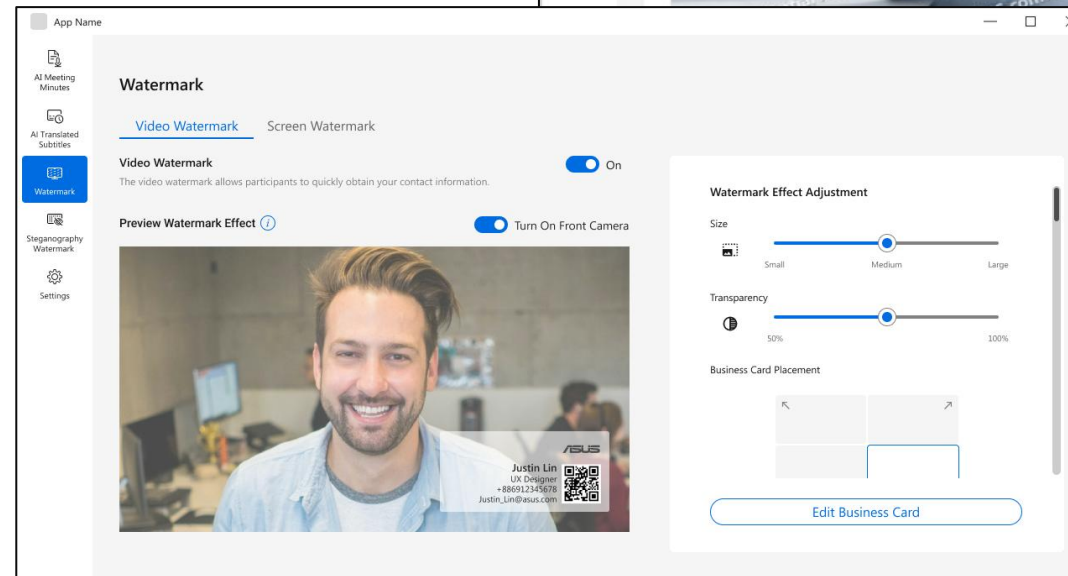 App Name
AI Meeting
Minutes
AI Translated
Subtitles
Watermark
Steganography
Watermark
Settings
Watermark
Video Watermark
Screen Watermark
Video Watermark
On
The video watermark allows participants to quickly obtain your contact information.
Preview Watermark Effect
Turn On Front Camera
ASUS
Justin Lin
UX Designer
+886912345678
Justin_Lin@asus.com
Watermark Effect Adjustment
Size
Small
Medium
Large
Transparency
50%
100%
Business Card Placement
Edit Business Card